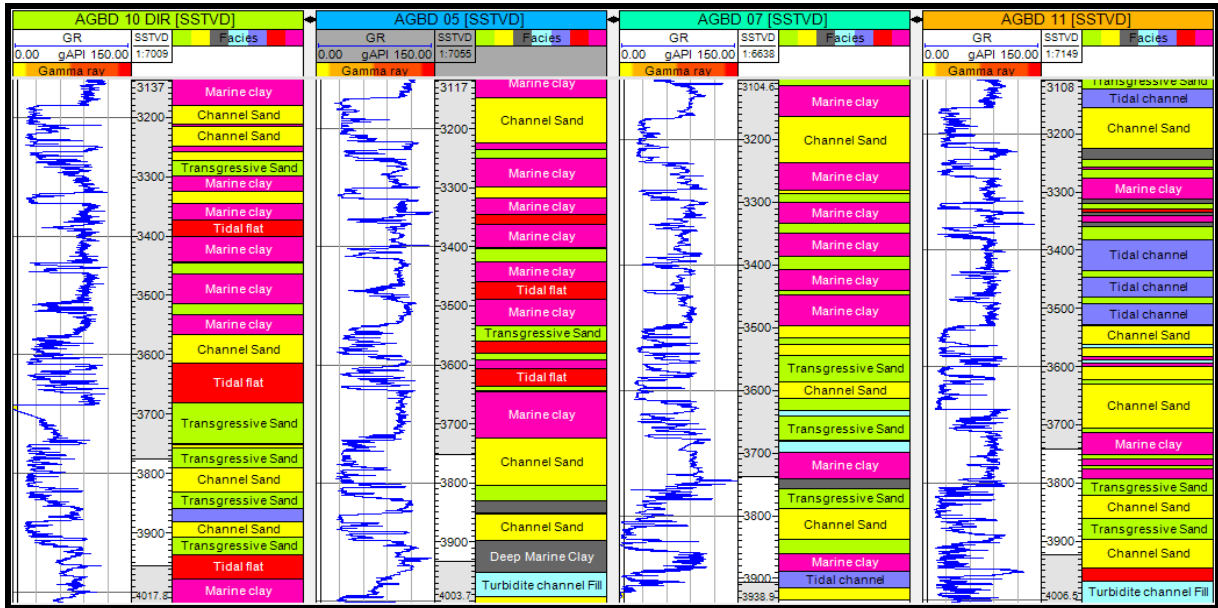 AGBD 10 DIR [SSTVD]
GR
SSTVD
Facies
0.00 gAPI 150.00
1:7009
Gamma ray
3137
3200
3300
3400
3500
3600
3700
3800
3900
4017.8
Marine clay
Channel Sand
Channel Sand
Transgressive Sand
Marine clay
Marine clay
Tidal flat
Marine clay
Marine clay
Marine clay
Channel Sand
Tidal flat
Transgressive Sand
Transgressive Sand
Channel Sand
Transgressive Sand
Channel Sand
Transgressive Sand
Tidal flat
Marine clay
AGBD 05 [SSTVD]
GR
SSTVD
Facies
0.00 gAPI 150.00
1:7055
Gamma ray
3117
3200
3300
3400
3500
3600
3700
3800
3900
4003.7
Marine clay
Channel Sand
Marine clay
Marine clay
Marine clay
Marine clay
Tidal flat
Marine clay
Transgressive Sand
Tidal flat
Marine clay
Channel Sand
Channel Sand
Deep Marine Clay
Turbidite channel Fill
AGBD 07 [SSTVD]
GR
SSTVD
Facies
0.00 gAPI 150.00
1:6638
Gamma ray
3104.6
3200
3300
3400
3500
3600
3700
3800
3900
3938.9
Marine clay
Channel Sand
Marine clay
Marine clay
Marine clay
Marine clay
Marine clay
Transgressive Sand
Channel Sand
Transgressive Sand
Marine clay
Transgressive Sand
Channel Sand
Marine clay
Tidal channel
AGBD 11 [SSTVD]
GR
SSTVD
Facies
0.00 gAPI 150.00
1:7149
Gamma ray
3108
3200
3300
3400
3500
3600
3700
3800
3900
4006.5
Transgressive Sand
Tidal channel
Channel Sand
Marine clay
Tidal channel
Tidal channel
Tidal channel
Channel Sand
Channel Sand
Marine clay
Transgressive Sand
Channel Sand
Transgressive Sand
Channel Sand
Turbidite channel Fill